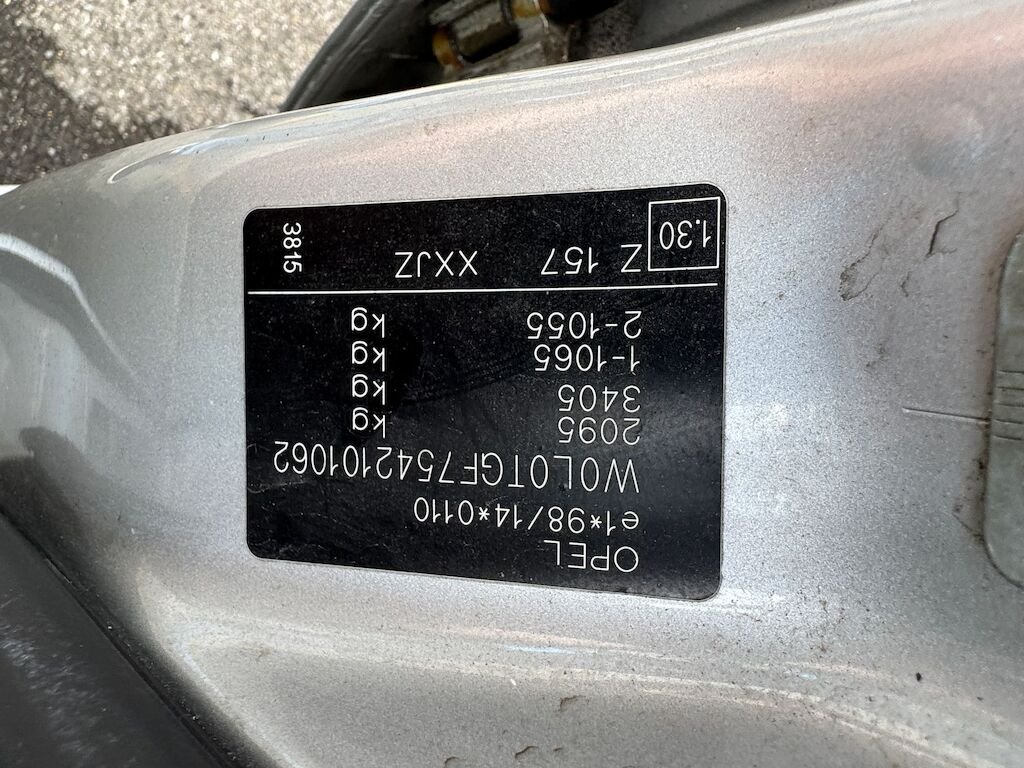 OPEL
e1*98/14*0110
W0L0TGF7542101062
2095 kg
3405 kg
1-1065 kg
2-1055 kg
1.30 Z 157 XXJZ 3815